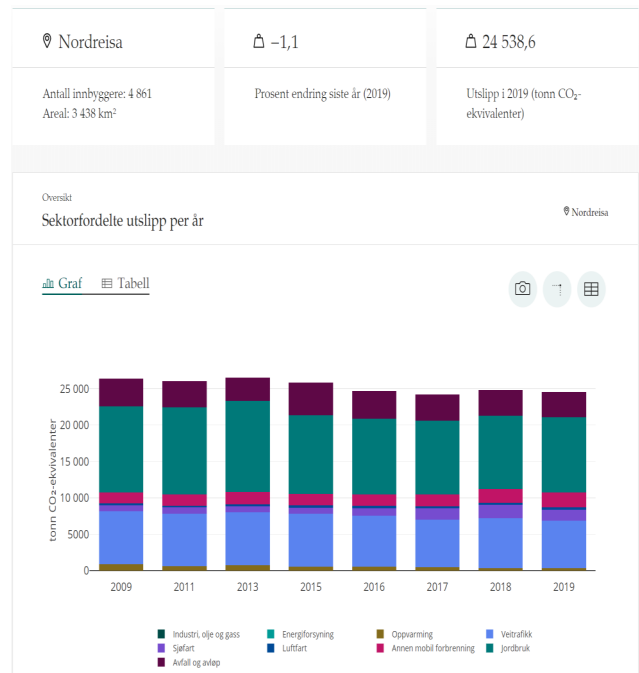 Nordreisa
Antall innbyggere: 4 861
Areal: 3 438 km²
−1,1
Prosent endring siste år (2019)
24 538,6
Utslipp i 2019 (tonn CO₂-
ekvivalenter)
Oversikt
Sektorfordelte utslipp per år
Nordreisa
Graf
Tabell
tonn CO₂-ekvivalenter
25 000
20 000
15 000
10 000
5000
0
2009 2011 2013 2015 2016 2017 2018 2019
Industri, olje og gass Energiforsyning Oppvarming Veitrafikk
Sjøfart Luftfart Annen mobil forbrenning Jordbruk
Avfall og avløp